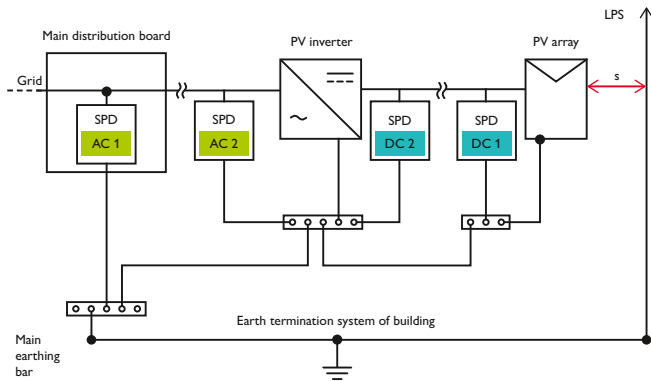 LPS
Main distribution board
PV inverter
PV array
Grid
s
SPD
AC 1
SPD
AC 2
SPD
DC 2
SPD
DC 1
Earth termination system of building
Main
earthing
bar